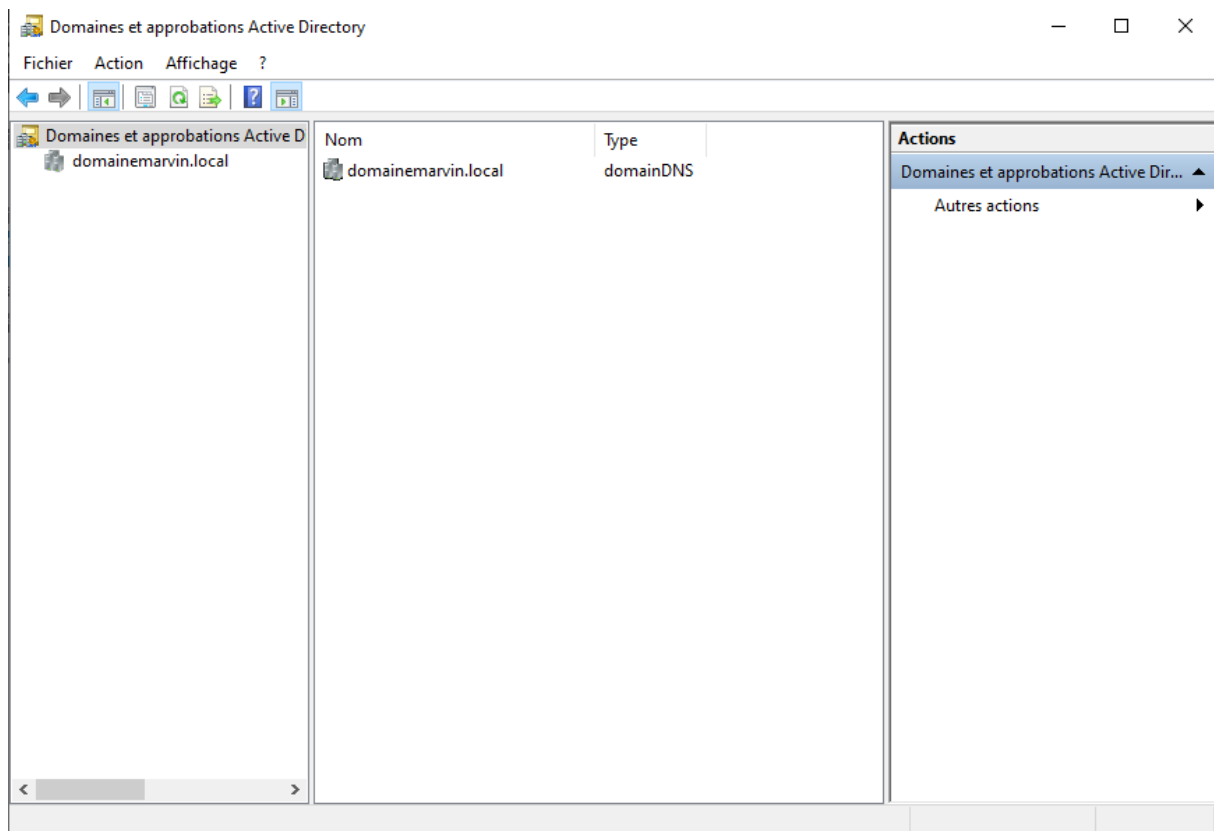 Domaines et approbations Active Directory
Fichier Action Affichage ?
Domaines et approbations Active D
domainemarvin.local
Nom Type
domainemarvin.local domainDNS
Actions
Domaines et approbations Active Dir...
Autres actions